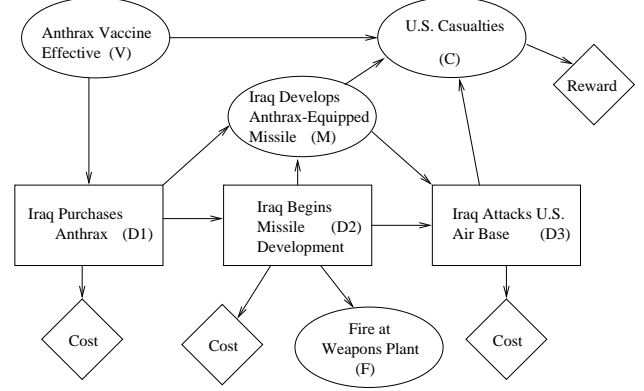 Anthrax Vaccine
Effective (V)
U.S. Casualties
(C)
Reward
Iraq Develops
Anthrax-Equipped
Missile (M)
Iraq Purchases
Anthrax (D1)
Iraq Begins
Missile (D2)
Development
Iraq Attacks U.S.
Air Base (D3)
Cost
Cost
Fire at
Weapons Plant
(F)
Cost